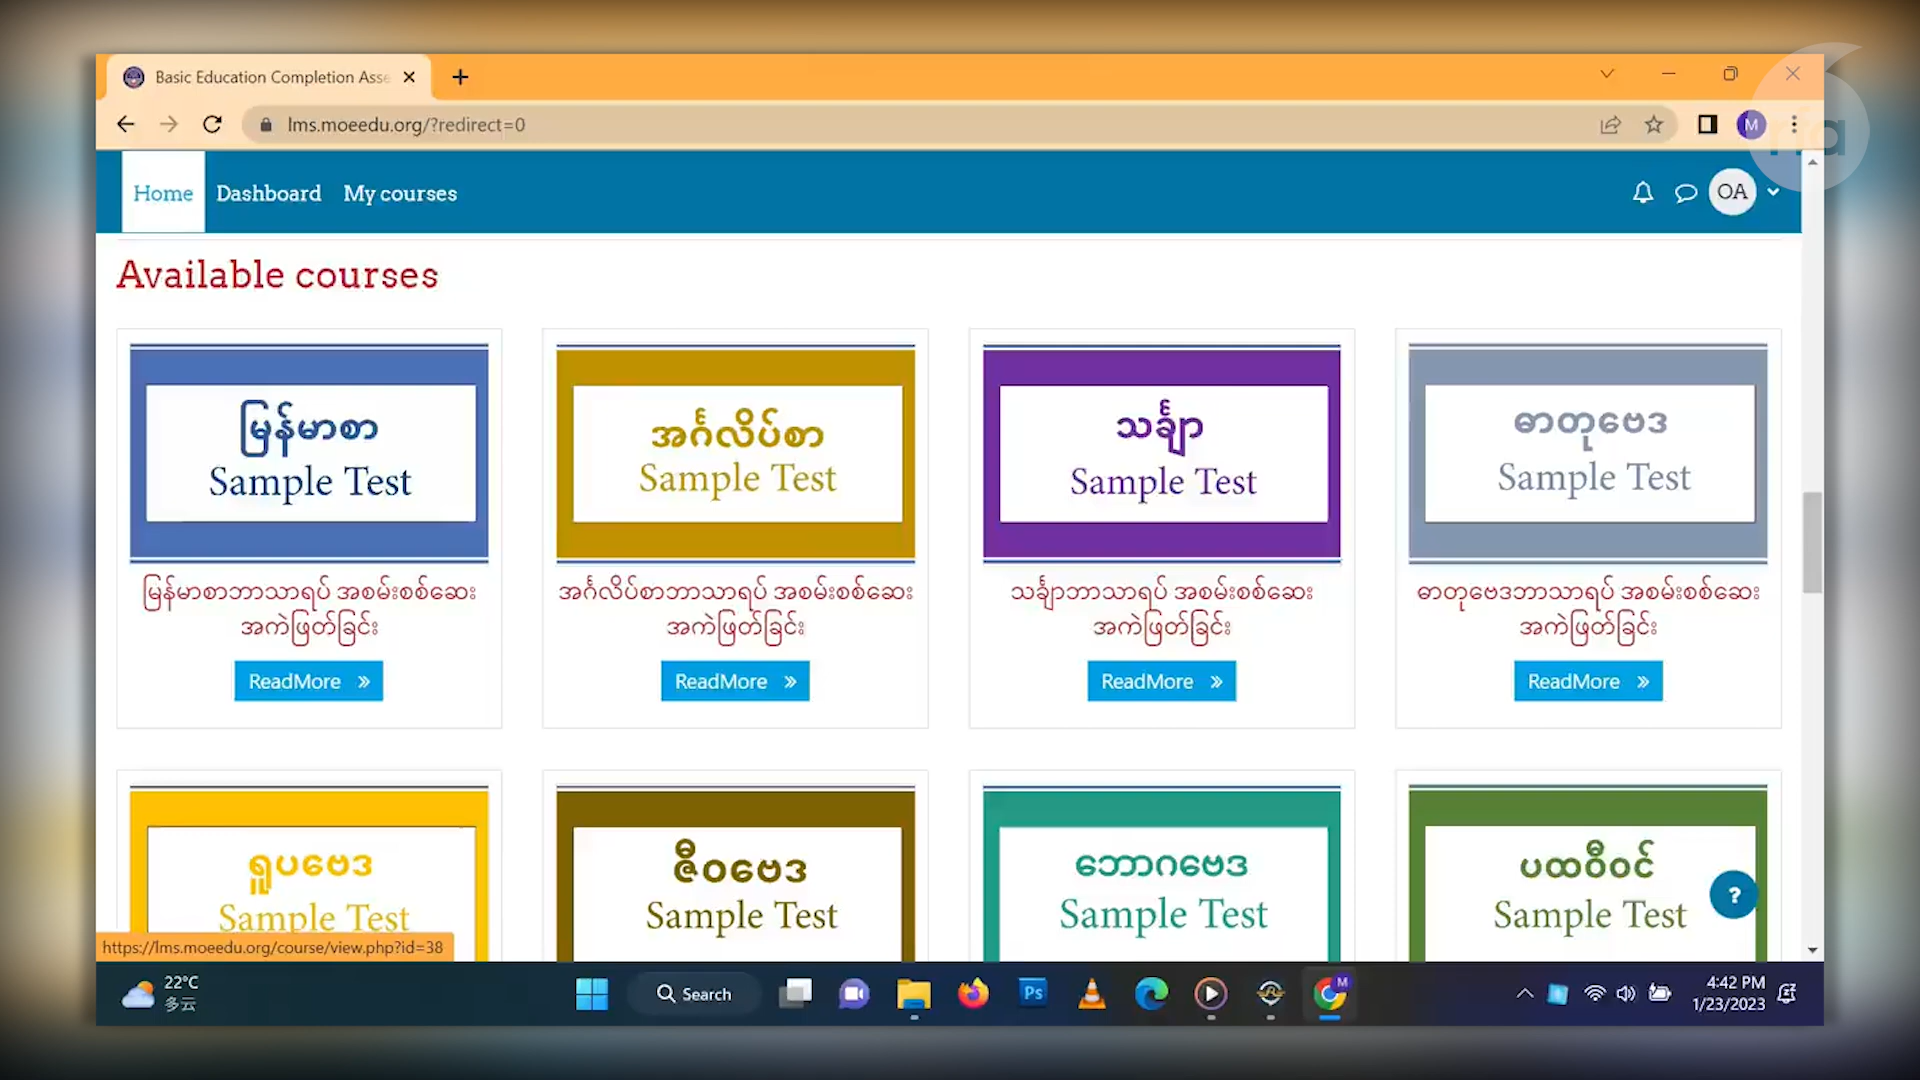 Basic Education Completion Asse
lms.moeedu.org/?redirect=0
M
Home Dashboard My courses
OA
Available courses
မြန်မာစာ
Sample Test
မြန်မာစာဘာသာရပ် အစမ်းစစ်ဆေး
အကဲဖြတ်ခြင်း
ReadMore »
အင်္ဂလိပ်စာ
Sample Test
အင်္ဂလိပ်စာဘာသာရပ် အစမ်းစစ်ဆေး
အကဲဖြတ်ခြင်း
ReadMore »
သင်္ချာ
Sample Test
သင်္ချာဘာသာရပ် အစမ်းစစ်ဆေး
အကဲဖြတ်ခြင်း
ReadMore »
ဓာတုဗေဒ
Sample Test
ဓာတုဗေဒဘာသာရပ် အစမ်းစစ်ဆေး
အကဲဖြတ်ခြင်း
ReadMore »
ရူပဗေဒ
Sample Test
ဇီဝဗေဒ
Sample Test
ဘောဂဗေဒ
Sample Test
ပထဝီဝင်
Sample Test
?
https://lms.moeedu.org/course/view.php?id=38
22°C
多云
Search
Ps
M
4:42 PM
1/23/2023